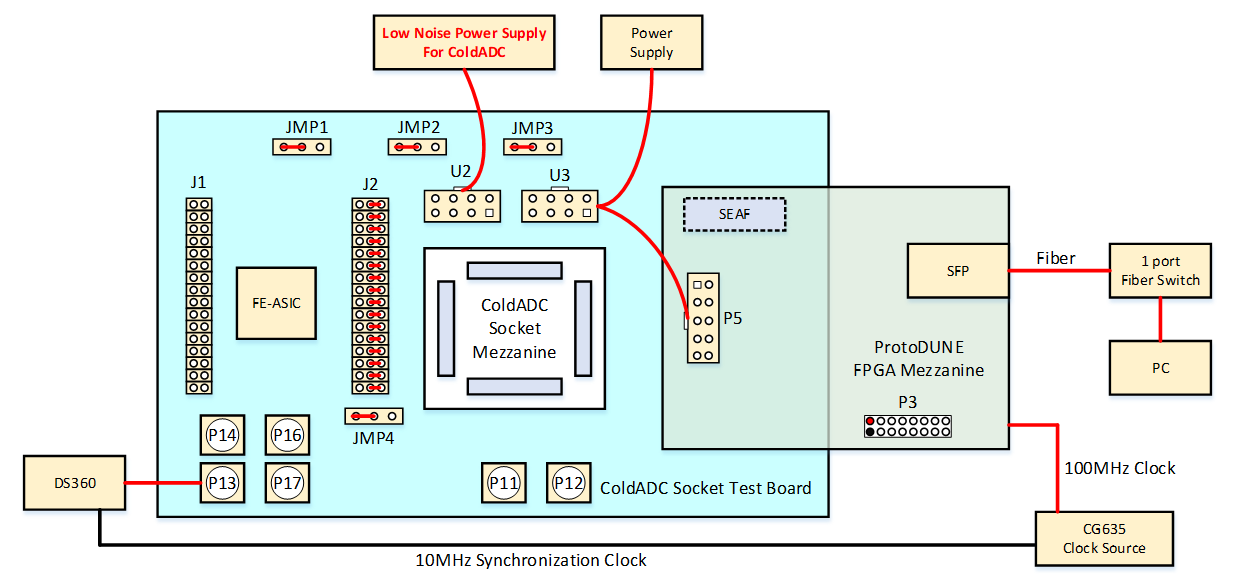 Low Noise Power Supply
For ColdADC
Power
Supply
JMP1
JMP2
JMP3
U2
U3
J1
J2
SEAF
SFP
Fiber
1 port
Fiber Switch
FE-ASIC
ColdADC
Socket
Mezzanine
P5
ProtoDUNE
FPGA Mezzanine
PC
P3
JMP4
P14
P16
P13
P17
P11
P12
ColdADC Socket Test Board
DS360
100MHz Clock
CG635
Clock Source
10MHz Synchronization Clock